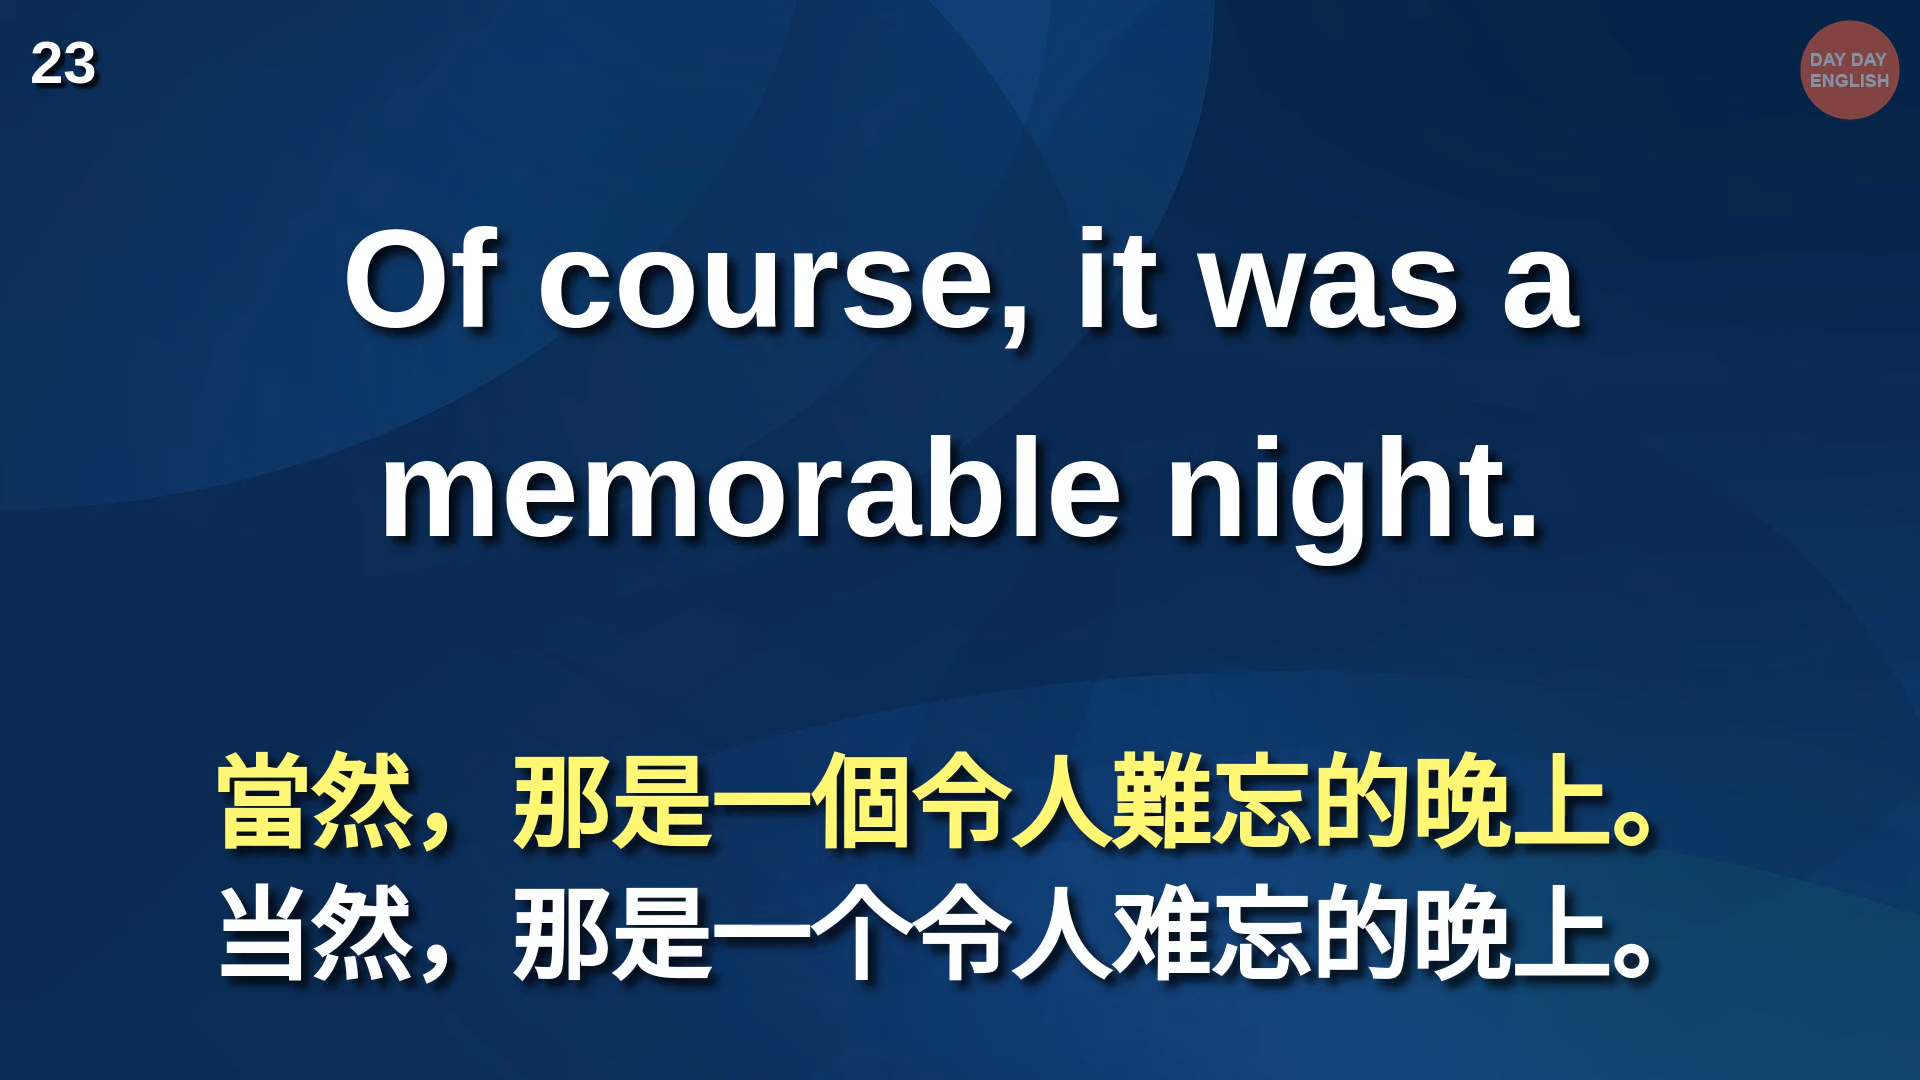 23
DAY DAY
ENGLISH
Of course, it was a
memorable night.
當然，那是一個令人難忘的晚上。
当然，那是一个令人难忘的晚上。